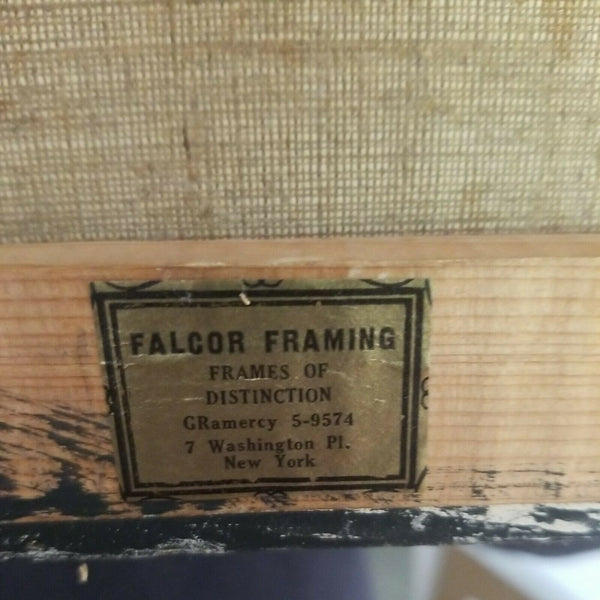 FALCOR FRAMING
FRAMES OF
DISTINCTION
GRamercy 5-9574
7 Washington Pl.
New York